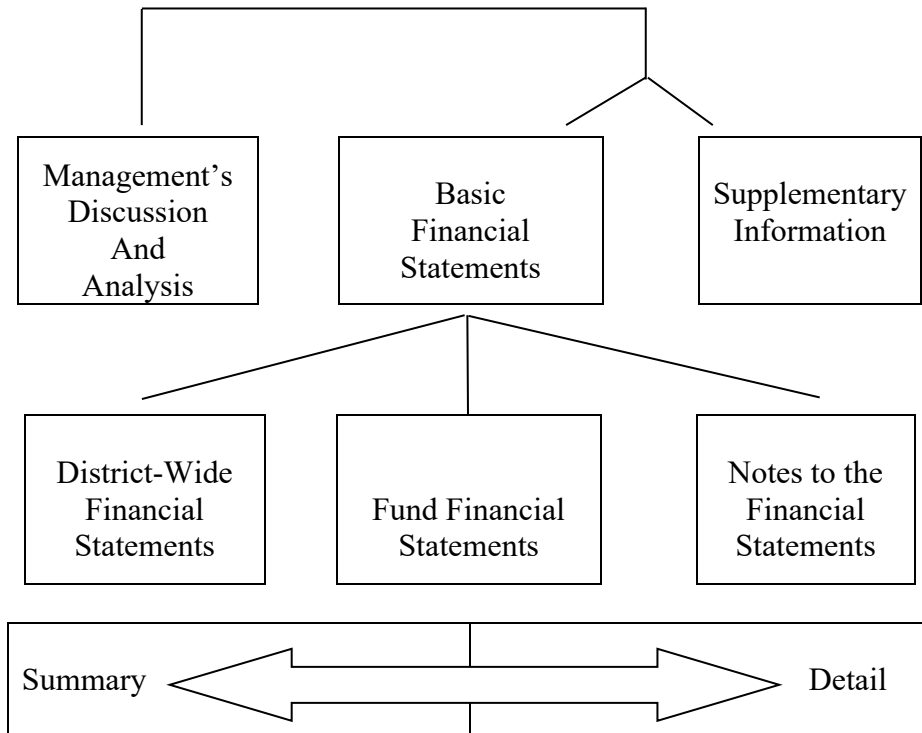 Management’s
Discussion
And
Analysis
Basic
Financial
Statements
Supplementary
Information
District-Wide
Financial
Statements
Fund Financial
Statements
Notes to the
Financial
Statements
Summary
Detail